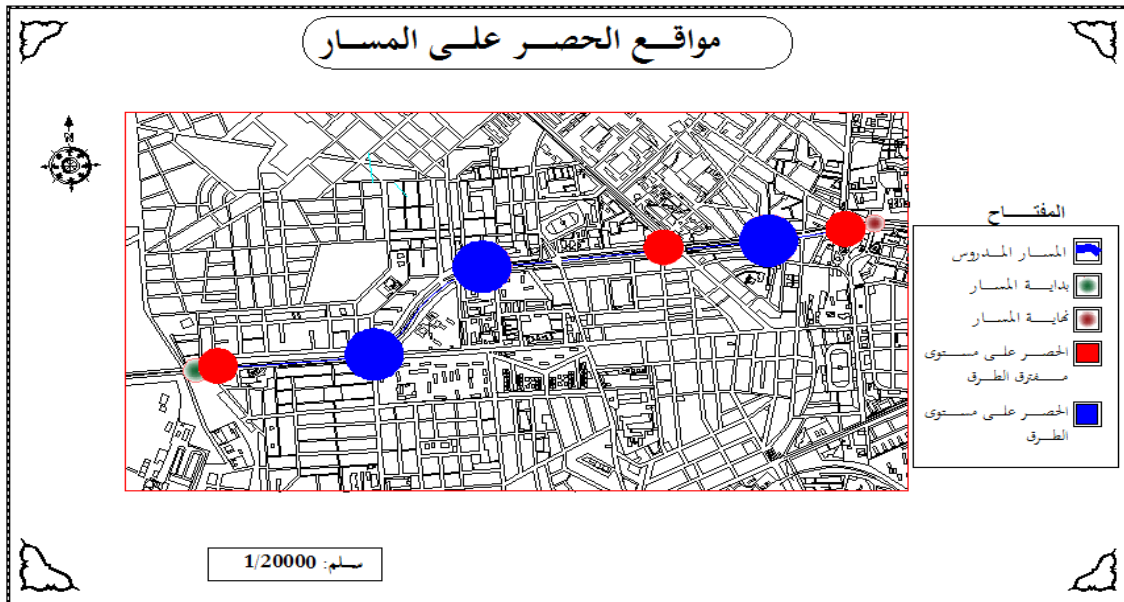 مواقع الحصر على المسار
N
المفتاح
المسار المدروس
بداية المسار
نهاية المسار
الحصر على مستوى
مفترق الطرق
الحصر على مستوى
الطرق
سلم: 1/20000